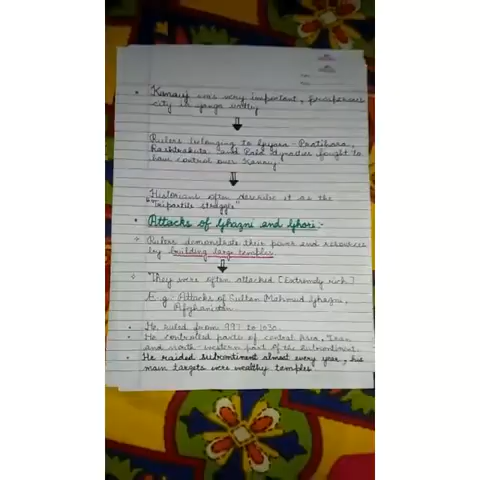 • Kanauj was very important, prosperous
city in ganga valley
Rulers belonging to Gujara-Pratihara,
Rashtrakuta and Pala dynasties fought to
have control over Kanauj
Historians often describe it as the
"Tripartite struggle"
• Attacks of Ghazni and Ghori:-
Rulers demonstrate their power and resources
by building large temples
They were often attacked [Extremely rich]
E.g. Attacks of Sultan Mahmud Ghazni,
Afghanistan
• He ruled from 997 to 1030.
• He controlled parts of central Asia, Iran
and north-western part of the subcontinent.
• He raided subcontinent almost every year, his
main targets were wealthy temples